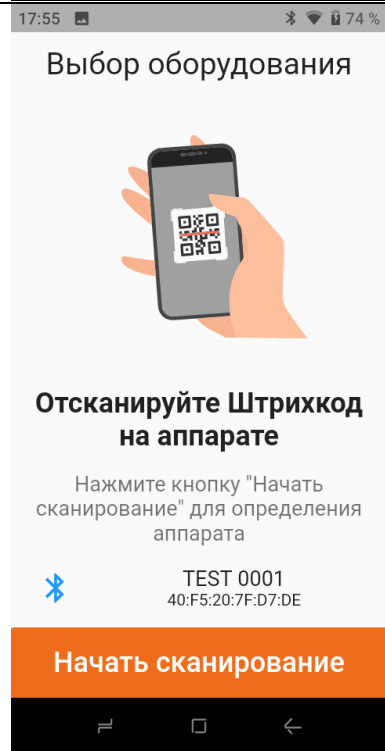 17:55
74 %
Выбор оборудования
Отсканируйте Штрихкод
на аппарате
Нажмите кнопку "Начать
сканирование" для определения
аппарата
TEST 0001
40:F5:20:7F:D7:DE
Начать сканирование